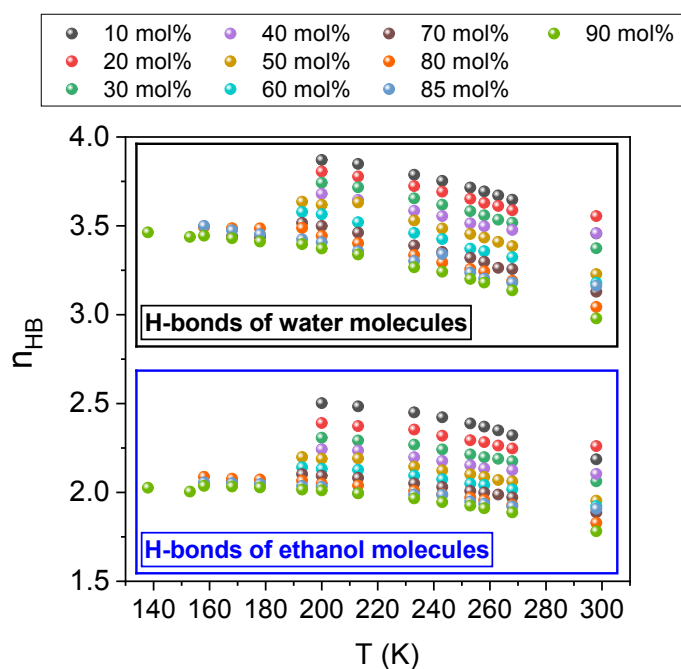 10 mol% 40 mol% 70 mol% 90 mol%
20 mol% 50 mol% 80 mol%
30 mol% 60 mol% 85 mol%
4.0
3.5
3.0
2.5
2.0
1.5
n_HB
H-bonds of water molecules
H-bonds of ethanol molecules
140 160 180 200 220 240 260 280 300
T (K)